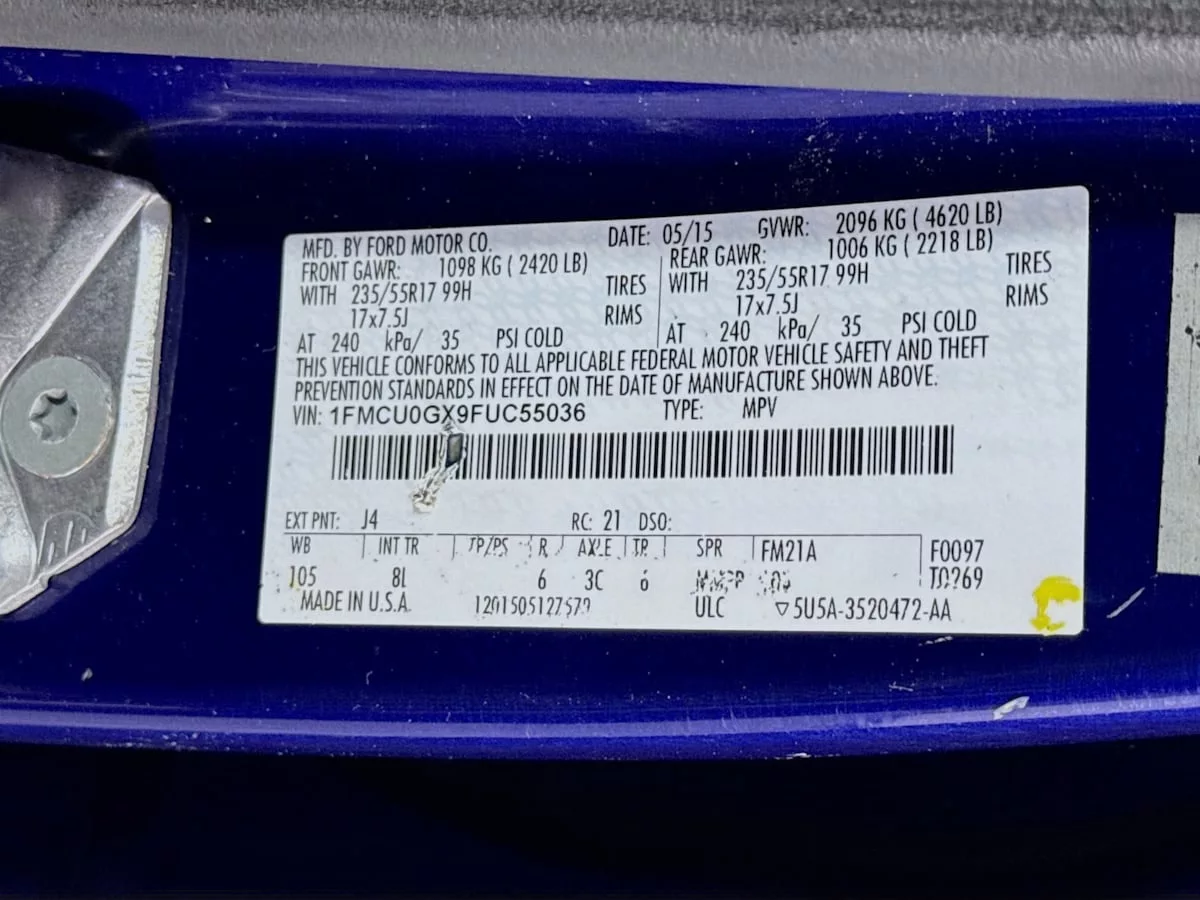 MFD. BY FORD MOTOR CO. DATE: 05/15 GVWR: 2096 KG ( 4620 LB)
FRONT GAWR: 1098 KG ( 2420 LB) REAR GAWR: 1006 KG ( 2218 LB)
WITH 235/55R17 99H TIRES WITH 235/55R17 99H TIRES
17x7.5J RIMS 17x7.5J RIMS
AT 240 kPa/ 35 PSI COLD AT 240 kPa/ 35 PSI COLD
THIS VEHICLE CONFORMS TO ALL APPLICABLE FEDERAL MOTOR VEHICLE SAFETY AND THEFT
PREVENTION STANDARDS IN EFFECT ON THE DATE OF MANUFACTURE SHOWN ABOVE.
VIN: 1FMCU0GX9FUC55036 TYPE: MPV
EXT PNT: J4 RC: 21 DSO:
WB INT TR TP/PS R AXLE TR SPR FM21A F0097
105 8L 6 3C 6 T0269
MADE IN U.S.A. ULC ▽5U5A-3520472-AA